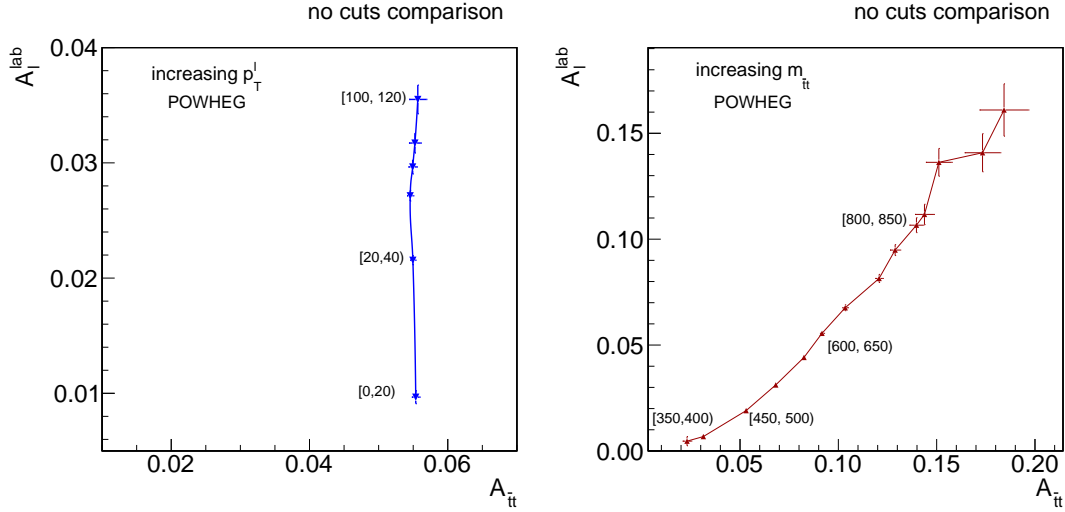 no cuts comparison
A_l^lab
0.04
0.03
0.02
0.01
increasing p_T^l
POWHEG
[100, 120)
[20,40)
[0,20)
0.02
0.04
0.06
A_tt̄
no cuts comparison
A_l^lab
0.15
0.10
0.05
0.00
increasing m_tt̄
POWHEG
[800, 850)
[600, 650)
[350,400)
[450, 500)
0.05
0.10
0.15
0.20
A_tt̄